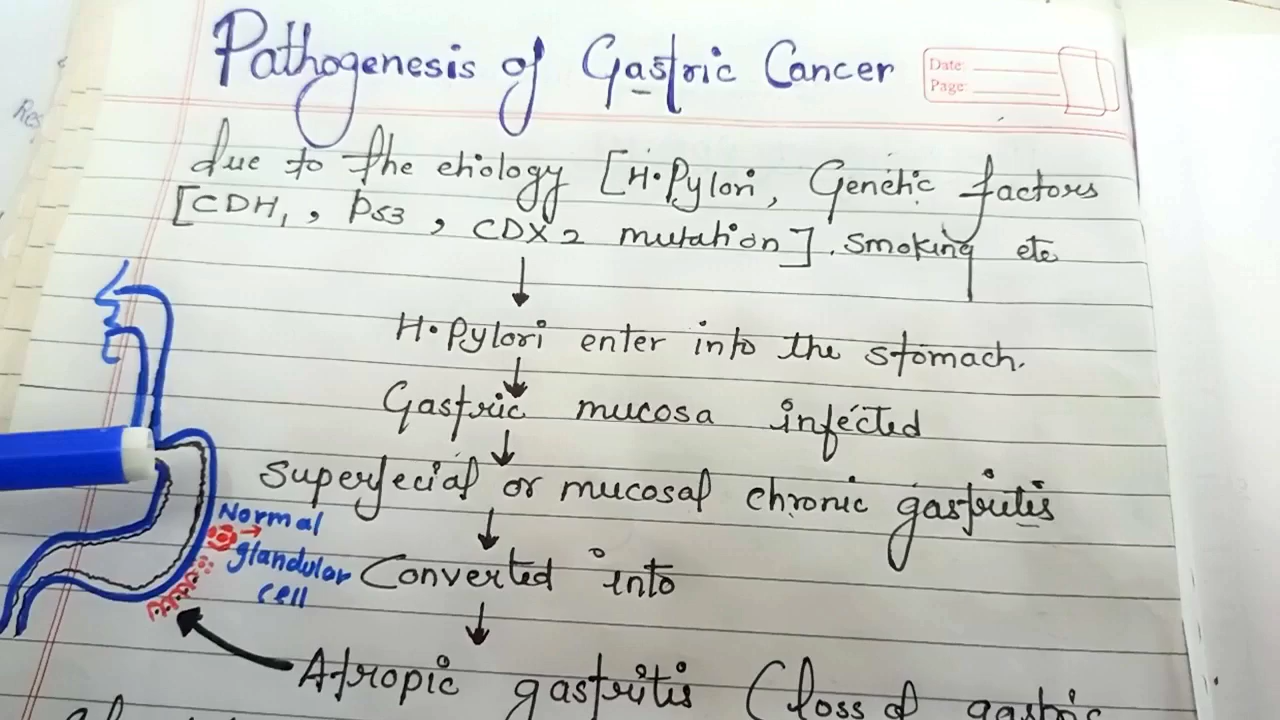 Pathogenesis of Gastric Cancer
Date:
Page:
due to the etiology [H.Pylori, Genetic factors
[CDH1, P53, CDX2 mutation]. Smoking etc
H.Pylori enter into the stomach.
Gastric mucosa infected
Superfecial or mucosal chronic gastritis
Normal
glandular
cell
Converted into
Atropic gastritis (loss of gastric